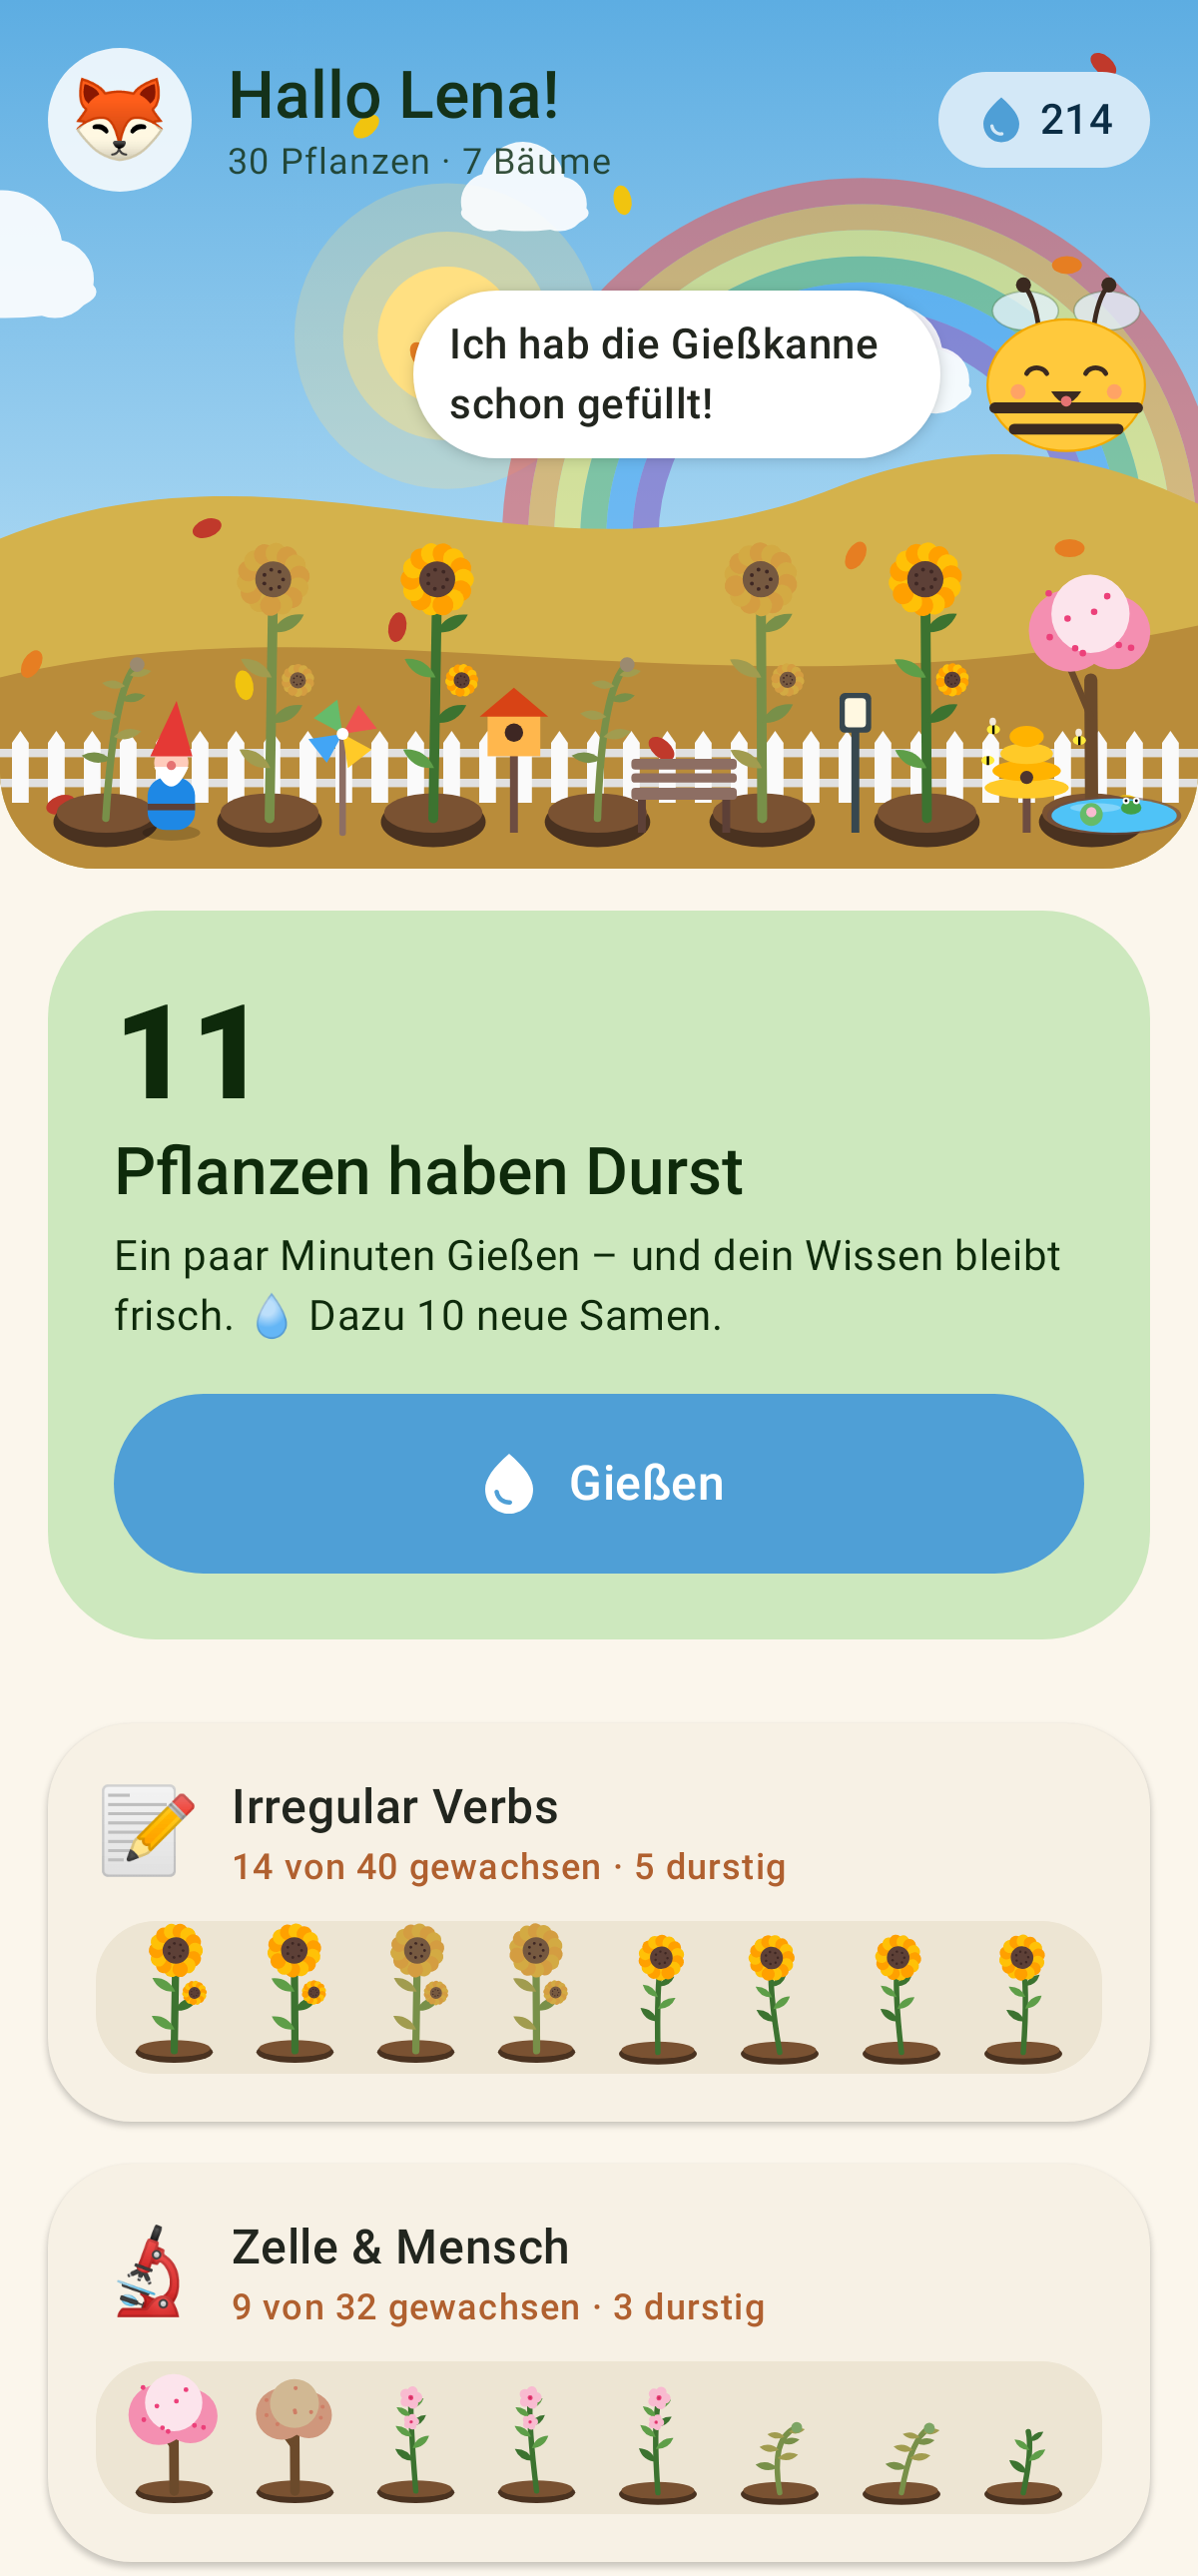 Hallo Lena!
30 Pflanzen · 7 Bäume
214
Ich hab die Gießkanne
schon gefüllt!
11
Pflanzen haben Durst
Ein paar Minuten Gießen – und dein Wissen bleibt
frisch. 💧 Dazu 10 neue Samen.
Gießen
Irregular Verbs
14 von 40 gewachsen · 5 durstig
Zelle & Mensch
9 von 32 gewachsen · 3 durstig